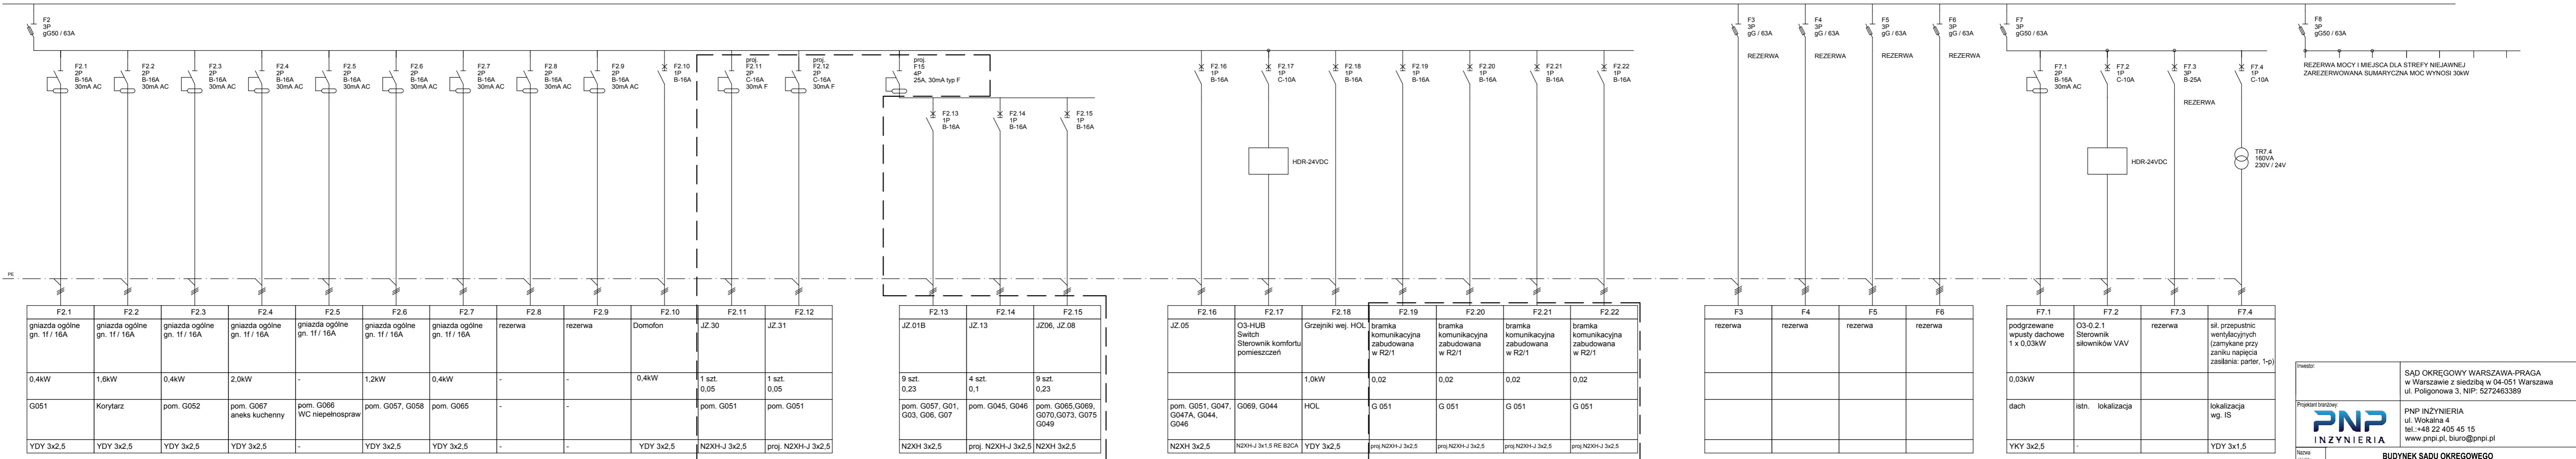 F2
3P
gG50 / 63A
F3
3P
gG / 63A
REZERWA
F4
3P
gG / 63A
REZERWA
F5
3P
gG / 63A
REZERWA
F6
3P
gG / 63A
REZERWA
F7
3P
gG50 / 63A
F8
3P
gG50 / 63A
REZERWA MOCY I MIEJSCA DLA STREFY NIEJAWNEJ
ZAREZERWOWANA SUMARYCZNA MOC WYNOSI 30kW
F2.1
2P
B-16A
30mA AC
F2.2
2P
B-16A
30mA AC
F2.3
2P
B-16A
30mA AC
F2.4
2P
B-16A
30mA AC
F2.5
2P
B-16A
30mA AC
F2.6
2P
B-16A
30mA AC
F2.7
2P
B-16A
30mA AC
F2.8
2P
B-16A
30mA AC
F2.9
2P
B-16A
30mA AC
F2.10
1P
B-16A
proj.
F2.11
2P
C-16A
30mA F
proj.
F2.12
2P
C-16A
30mA F
proj.
F15
4P
25A, 30mA typ F
F2.13
1P
B-16A
F2.14
1P
B-16A
F2.15
1P
B-16A
F2.16
1P
B-16A
F2.17
1P
C-10A
HDR-24VDC
F2.18
1P
B-16A
F2.19
1P
B-16A
F2.20
1P
B-16A
F2.21
1P
B-16A
F2.22
1P
B-16A
F7.1
2P
B-16A
30mA AC
F7.2
1P
C-10A
HDR-24VDC
F7.3
3P
B-25A
REZERWA
F7.4
1P
C-10A
TR7.4
160VA
230V / 24V
PE
F2.1
gniazda ogólne
gn. 1f / 16A
0,4kW
G051
YDY 3x2,5
F2.2
gniazda ogólne
gn. 1f / 16A
1,6kW
Korytarz
YDY 3x2,5
F2.3
gniazda ogólne
gn. 1f / 16A
0,4kW
pom. G052
YDY 3x2,5
F2.4
gniazda ogólne
gn. 1f / 16A
2,0kW
pom. G067
aneks kuchenny
YDY 3x2,5
F2.5
gniazda ogólne
gn. 1f / 16A
-
pom. G066
WC niepełnospraw
-
F2.6
gniazda ogólne
gn. 1f / 16A
1,2kW
pom. G057, G058
YDY 3x2,5
F2.7
gniazda ogólne
gn. 1f / 16A
0,4kW
pom. G065
YDY 3x2,5
F2.8
rezerwa
-
-
-
F2.9
rezerwa
-
-
-
F2.10
Domofon
0,4kW
YDY 3x2,5
F2.11
JZ.30
1 szt.
0,05
pom. G051
N2XH-J 3x2,5
F2.12
JZ.31
1 szt.
0,05
pom. G051
proj. N2XH-J 3x2,5
F2.13
JZ.01B
9 szt.
0,23
pom. G057, G01,
G03, G06, G07
N2XH 3x2,5
F2.14
JZ.13
4 szt.
0,1
pom. G045, G046
proj. N2XH-J 3x2,5
F2.15
JZ06, JZ.08
9 szt.
0,23
pom. G065,G069,
G070,G073, G075
G049
N2XH 3x2,5
F2.16
JZ.05
pom. G051, G047,
G047A, G044,
G046
N2XH 3x2,5
F2.17
O3-HUB
Switch
Sterownik komfortu
pomieszczeń
G069, G044
N2XH-J 3x1,5 RE B2CA
F2.18
Grzejniki wej. HOL
1,0kW
HOL
YDY 3x2,5
F2.19
bramka
komunikacyjna
zabudowana
w R2/1
0,02
G 051
proj.N2XH-J 3x2,5
F2.20
bramka
komunikacyjna
zabudowana
w R2/1
0,02
G 051
proj.N2XH-J 3x2,5
F2.21
bramka
komunikacyjna
zabudowana
w R2/1
0,02
G 051
proj.N2XH-J 3x2,5
F2.22
bramka
komunikacyjna
zabudowana
w R2/1
0,02
G 051
proj.N2XH-J 3x2,5
F3
rezerwa
F4
rezerwa
F5
rezerwa
F6
rezerwa
F7.1
podgrzewane
wpusty dachowe
1 x 0,03kW
0,03kW
dach
YKY 3x2,5
F7.2
O3-0.2.1
Sterownik
siłowników VAV
istn. lokalizacja
-
F7.3
rezerwa
F7.4
sił. przepustnic
wentylacyjnych
(zamykane przy
zaniku napięcia
zasilania: parter, 1-p)
lokalizacja
wg. IS
YDY 3x1,5
Inwestor:
SĄD OKRĘGOWY WARSZAWA-PRAGA
w Warszawie z siedzibą w 04-051 Warszawa
ul. Poligonowa 3, NIP: 5272463389
Projektant branżowy:
PNP
INŻYNIERIA
PNP INŻYNIERIA
ul. Wokalna 4
tel.:+48 22 405 45 15
www.pnpi.pl, biuro@pnpi.pl
Nazwa
BUDYNEK SĄDU OKRĘGOWEGO